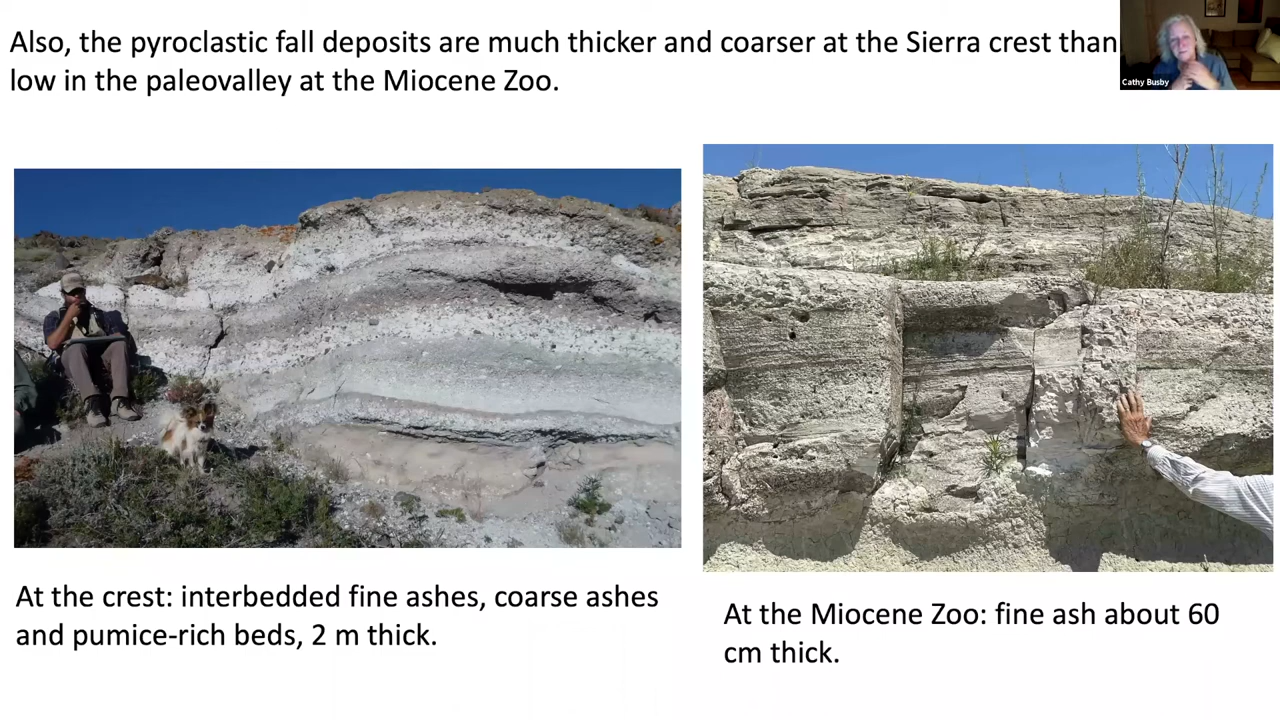 Also, the pyroclastic fall deposits are much thicker and coarser at the Sierra crest than
low in the paleovalley at the Miocene Zoo.
Cathy Busby
At the crest: interbedded fine ashes, coarse ashes
and pumice-rich beds, 2 m thick.
At the Miocene Zoo: fine ash about 60
cm thick.